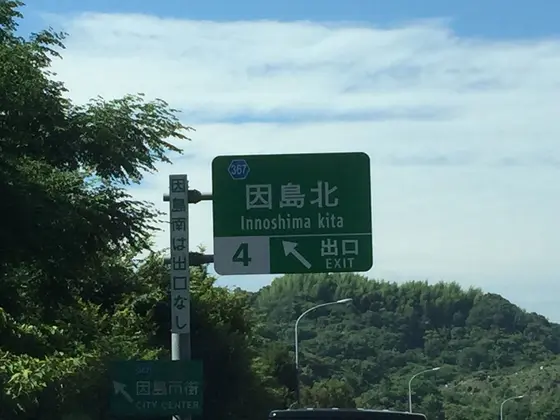 367
因島北
Innoshima kita
4
出口
EXIT
因島南は出口なし
因島市街
CITY CENTER